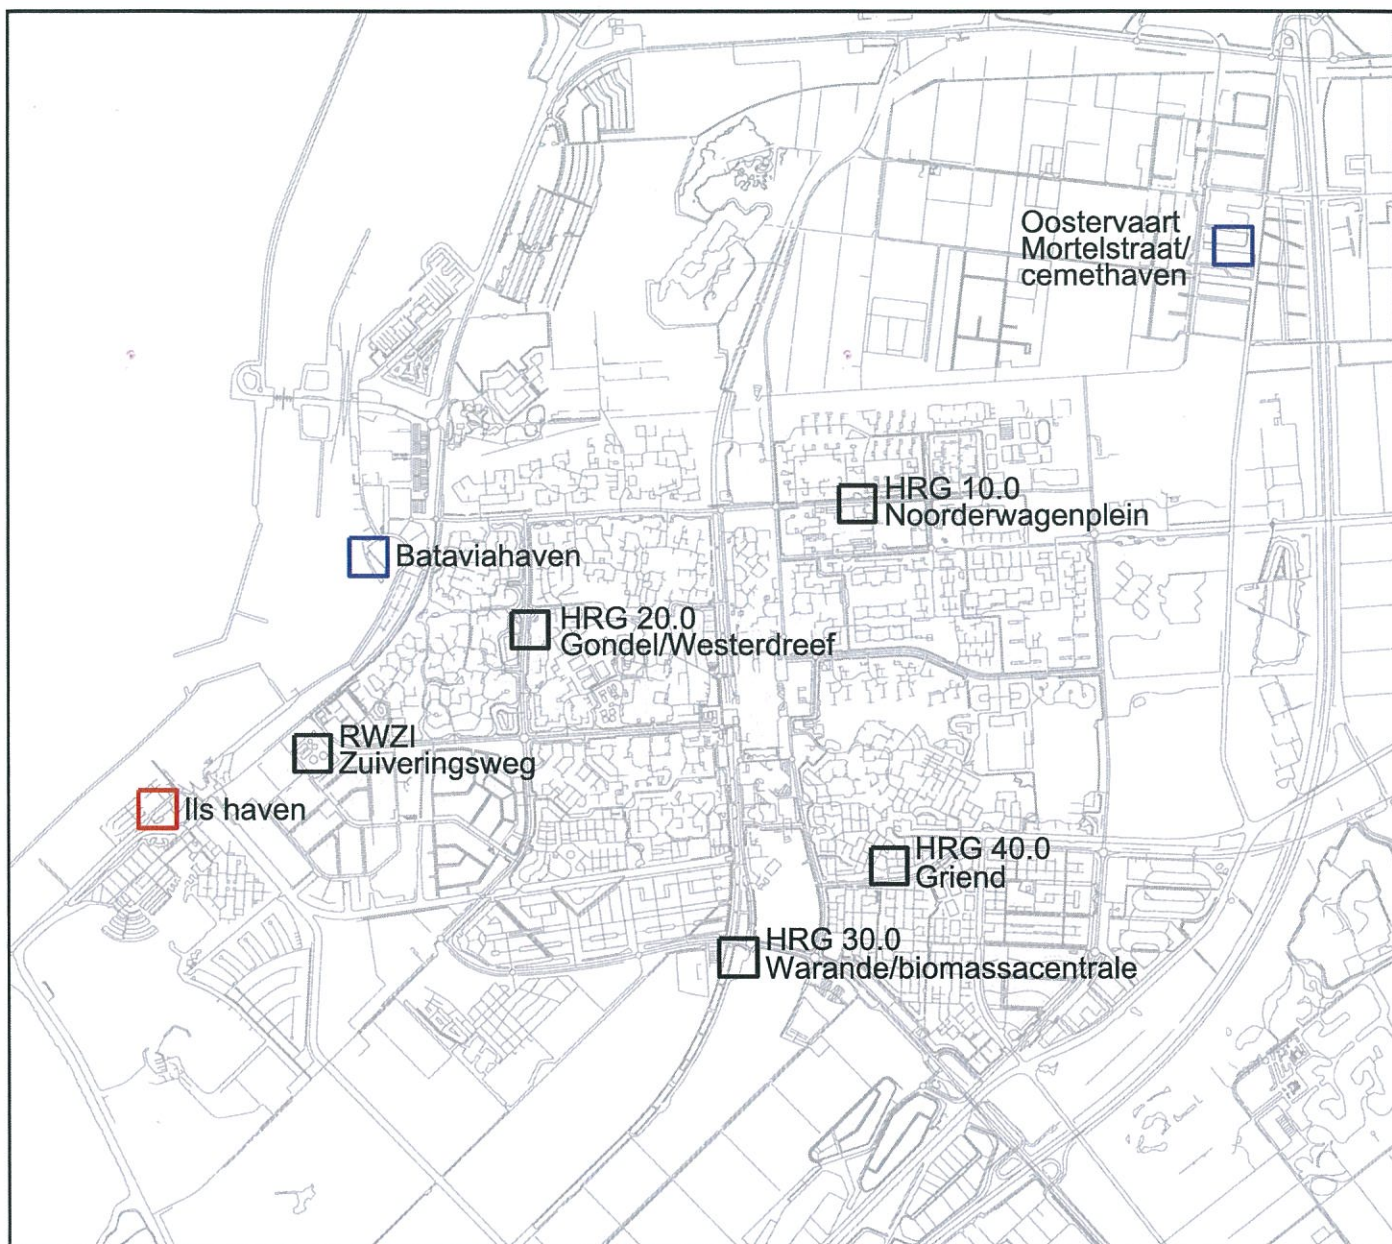 Oostervaart
Mortelstraat/
cemethaven
HRG 10.0
Noorderwagenplein
Bataviahaven
HRG 20.0
Gondel/Westerdreef
RWZI
Zuiveringsweg
Ils haven
HRG 40.0
Griend
HRG 30.0
Warande/biomassacentrale